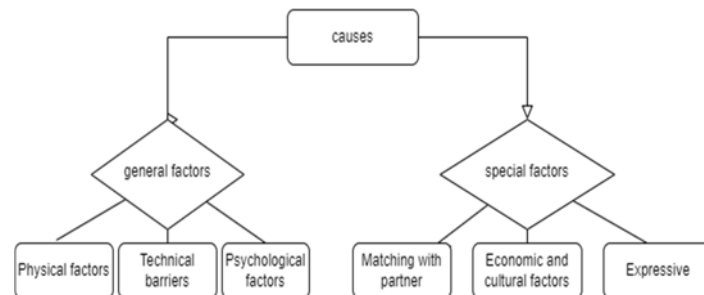 causes
general factors
special factors
Physical factors
Technical
barriers
Psychological
factors
Matching with
partner
Economic and
cultural factors
Expressive